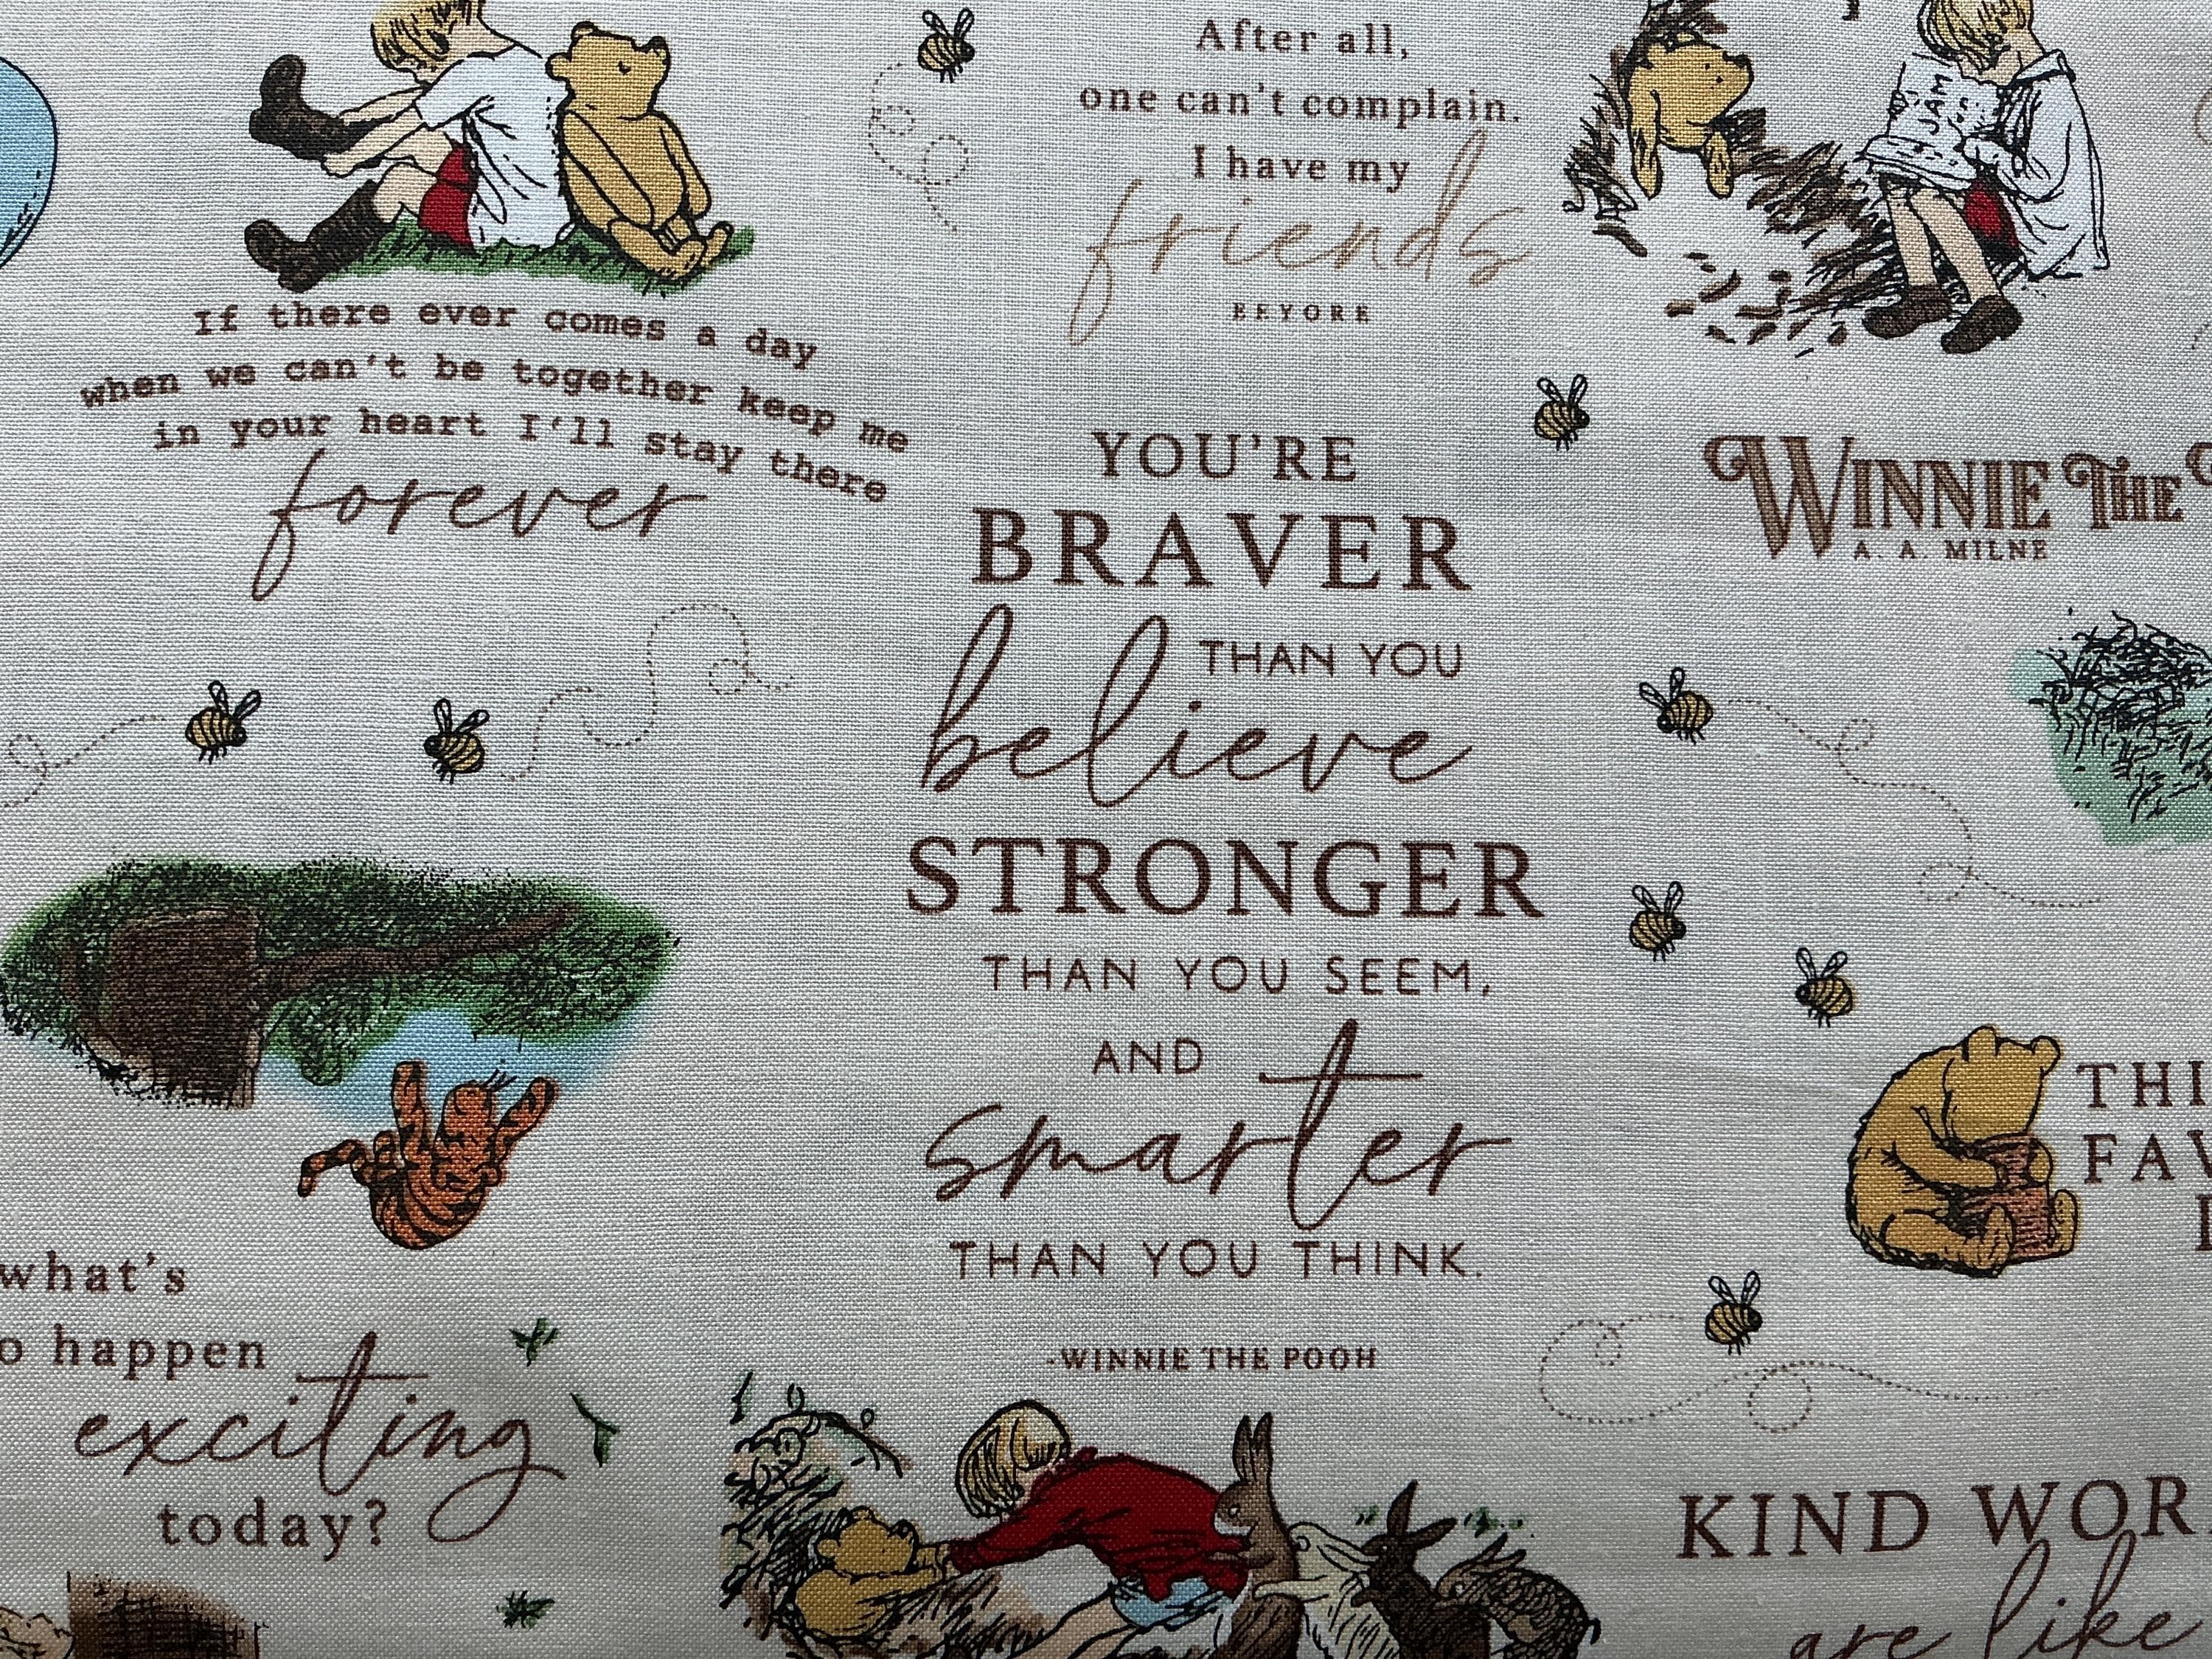 After all,
one can't complain.
I have my
friends
EEYORE
JAM
If there ever comes a day
when we can't be together keep me
in your heart I'll stay there
forever
YOU'RE
BRAVER
THAN YOU
believe
STRONGER
THAN YOU SEEM,
AND
smarter
THAN YOU THINK.
-WINNIE THE POOH
WINNIE THE
A. A. MILNE
THI
FAV
what's
o happen
exciting
today?
KIND WOR
are like